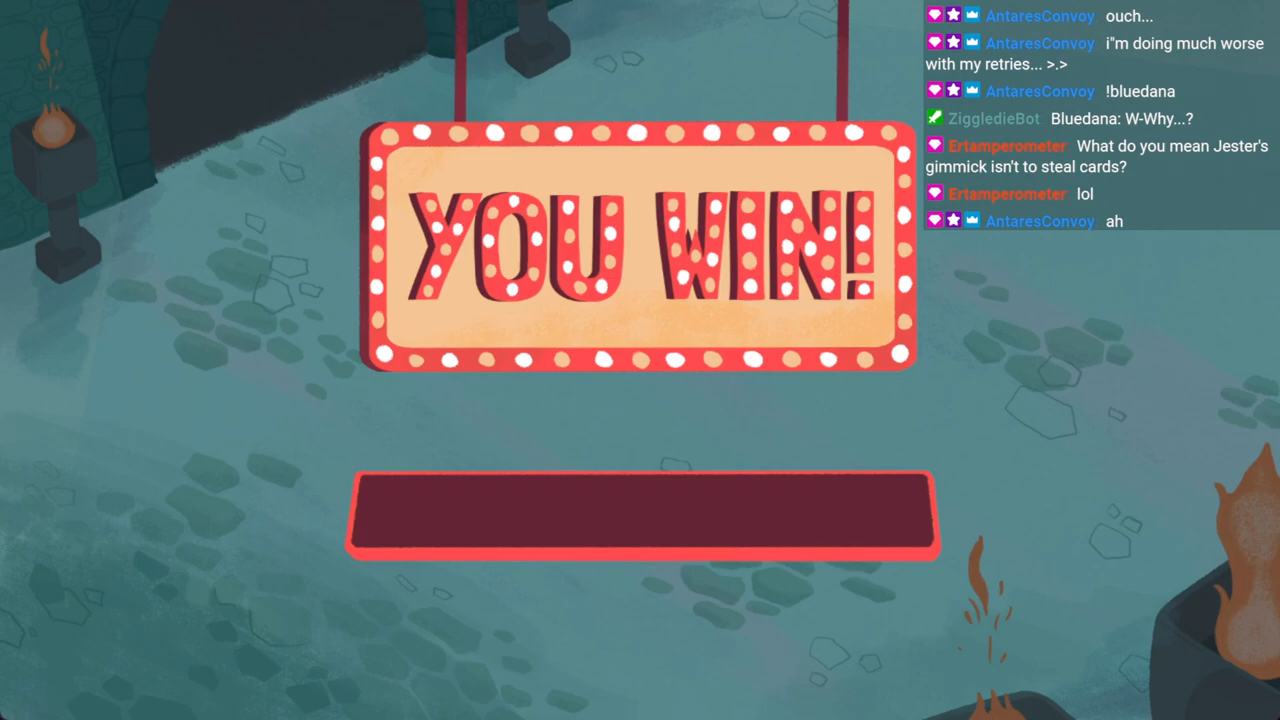 YOU WIN!
AntaresConvoy ouch...
AntaresConvoy i"m doing much worse
with my retries... >.>
AntaresConvoy !bluedana
ZiggledieBot Bluedana: W-Why...?
Ertamperometer What do you mean Jester's
gimmick isn't to steal cards?
Ertamperometer lol
AntaresConvoy ah